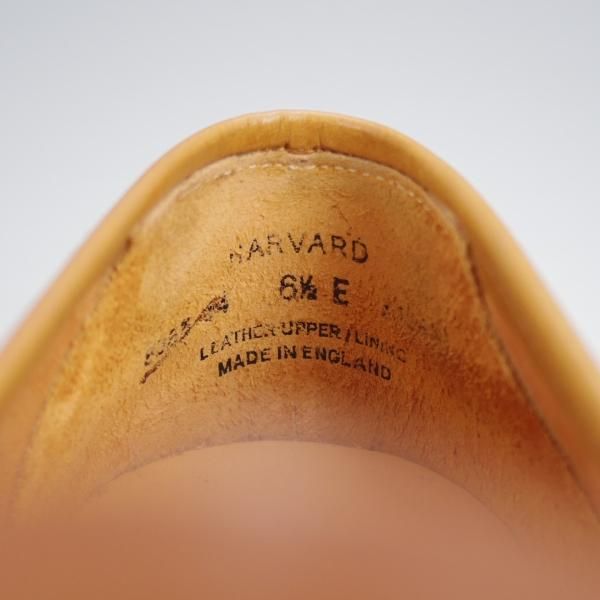 HARVARD
6½ E
LEATHER UPPER/LINING
MADE IN ENGLAND